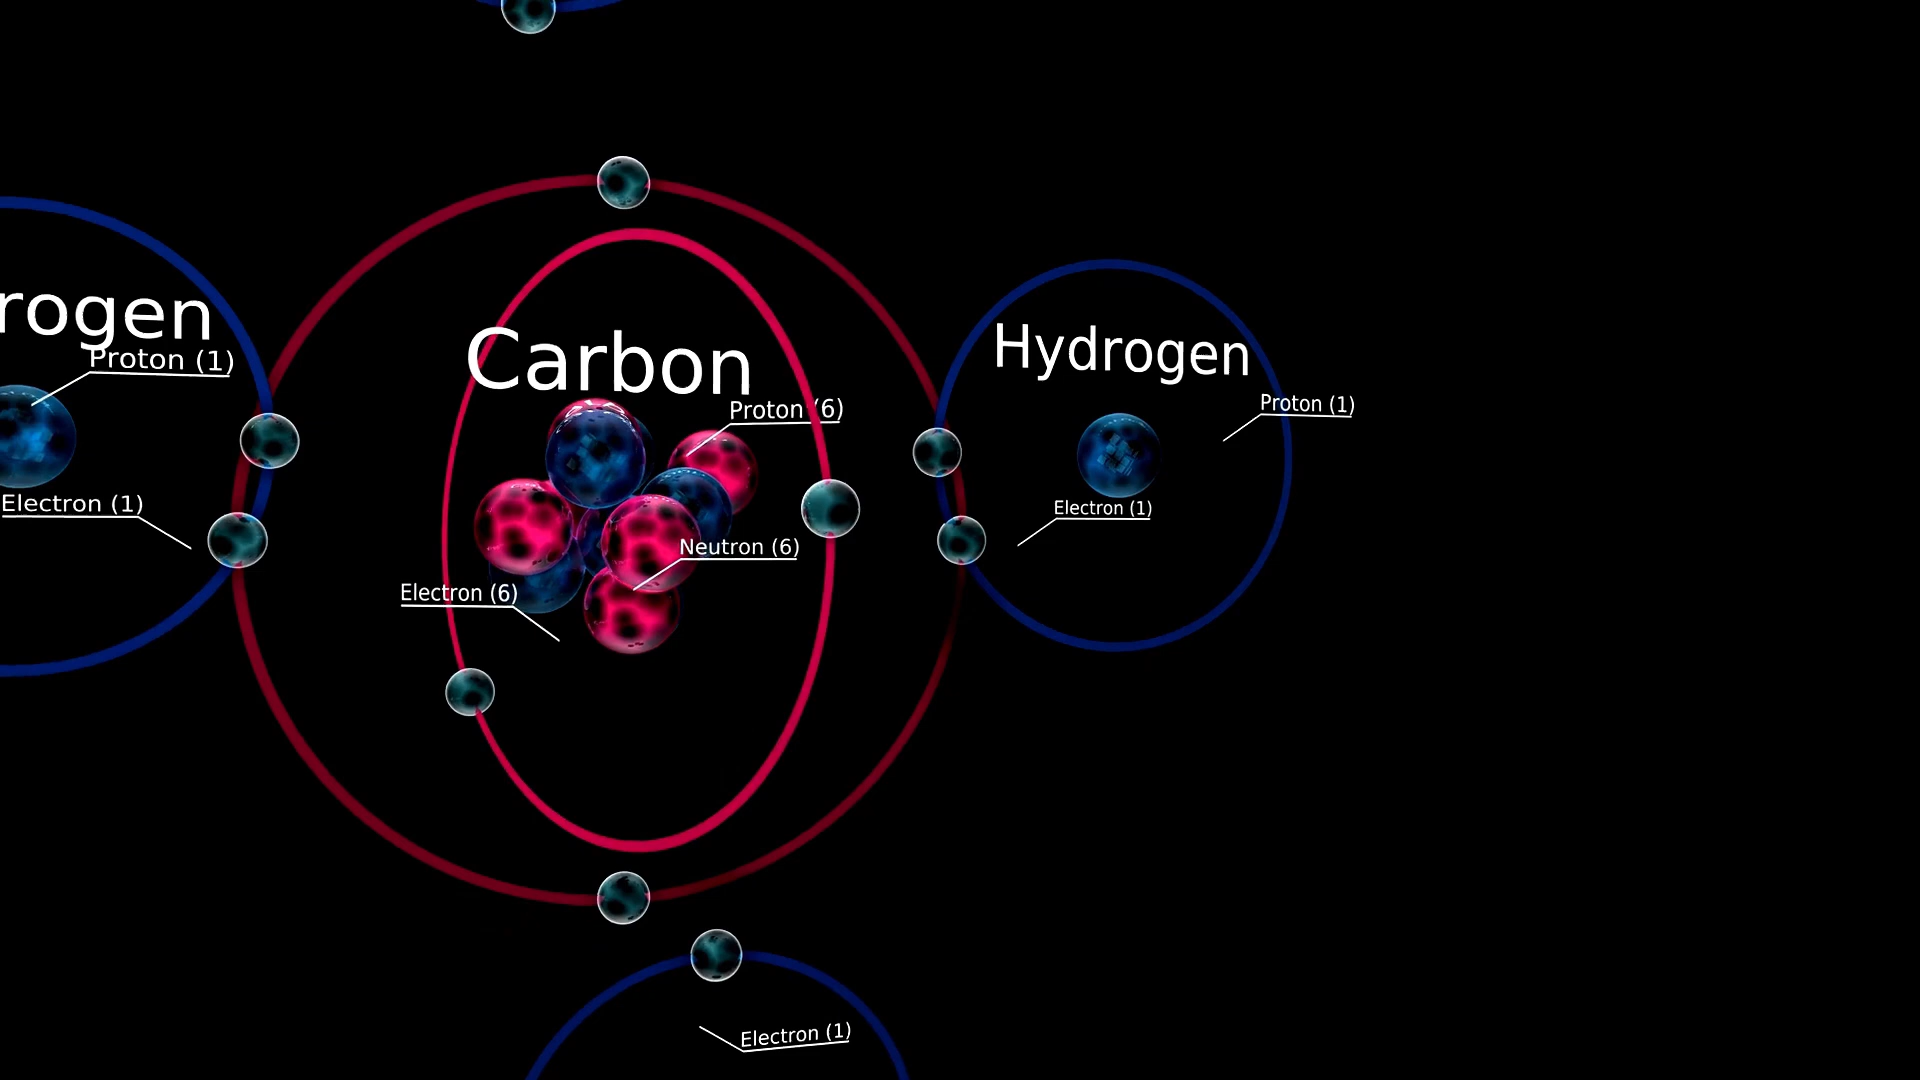 rogen
Proton (1)
Electron (1)
Carbon
Proton (6)
Neutron (6)
Electron (6)
Hydrogen
Proton (1)
Electron (1)
Electron (1)